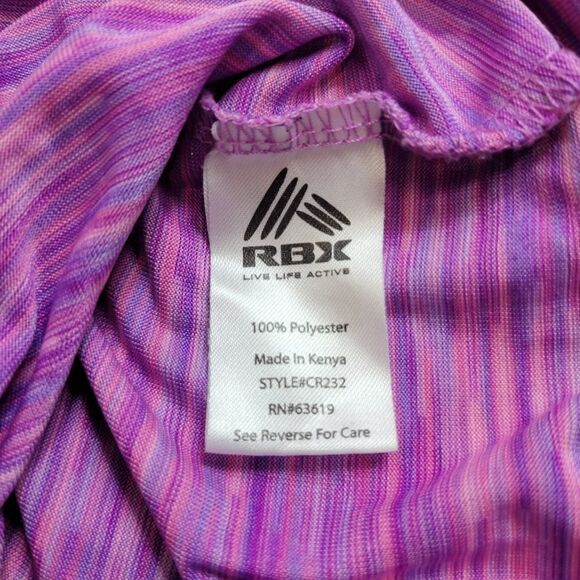 RBX
LIVE LIFE ACTIVE
100% Polyester
Made In Kenya
STYLE#CR232
RN#63619
See Reverse For Care